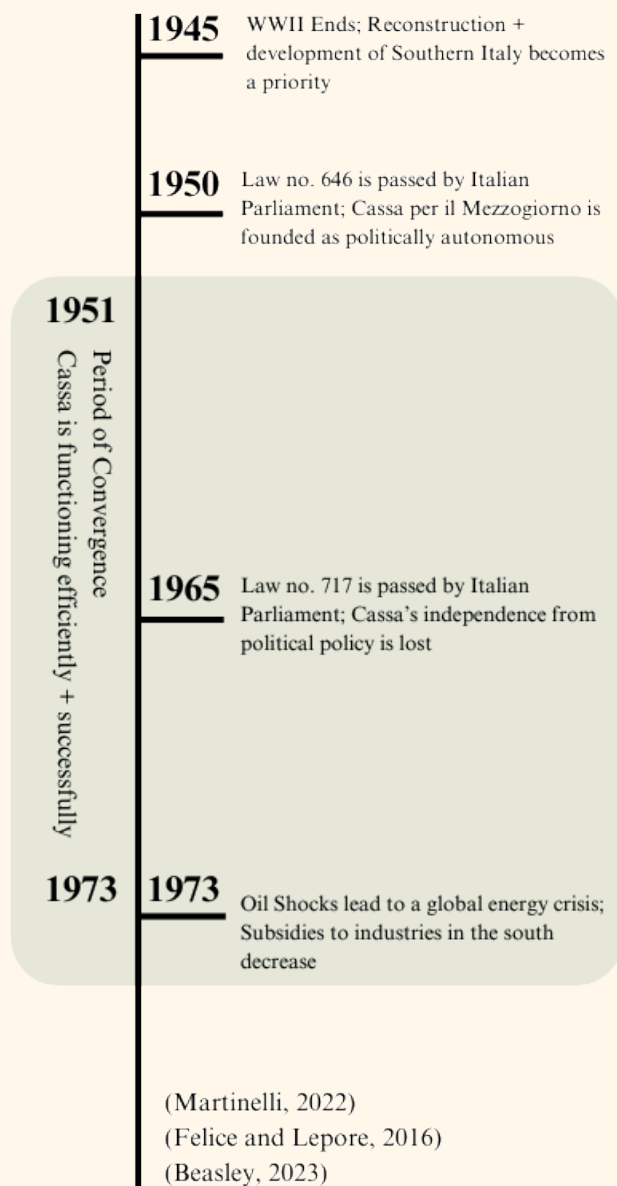 1945
WWII Ends; Reconstruction +
development of Southern Italy becomes
a priority
1950
Law no. 646 is passed by Italian
Parliament; Cassa per il Mezzogiorno is
founded as politically autonomous
1951
Period of Convergence
Cassa is functioning efficiently + successfully
1973
1965
Law no. 717 is passed by Italian
Parliament; Cassa’s independence from
political policy is lost
1973
Oil Shocks lead to a global energy crisis;
Subsidies to industries in the south
decrease
(Martinelli, 2022)
(Felice and Lepore, 2016)
(Beasley, 2023)